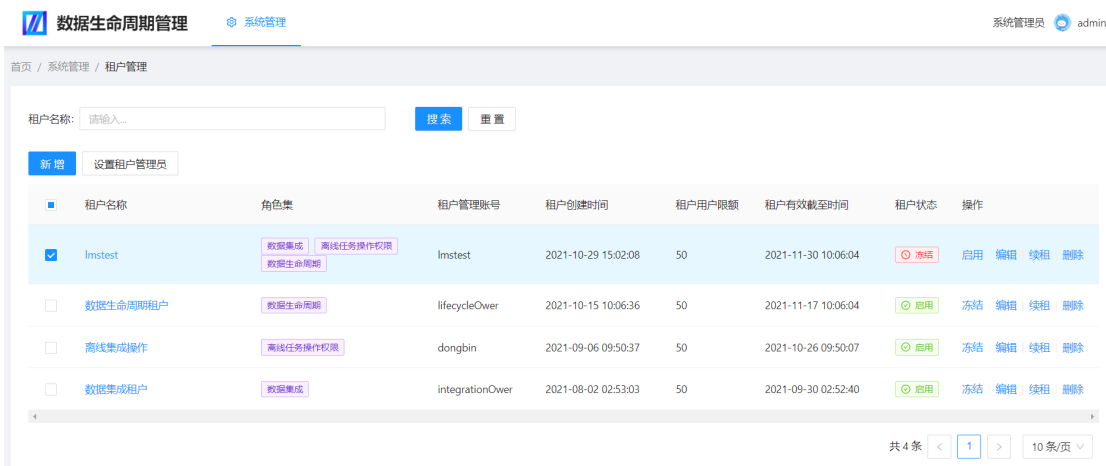 数据生命周期管理 系统管理 系统管理员 admin
首页 / 系统管理 / 租户管理
租户名称: 请输入... 搜索 重置
新增 设置租户管理员
租户名称 角色集 租户管理账号 租户创建时间 租户用户限额 租户有效截至时间 租户状态 操作
lmstest 数据集成 离线任务操作权限 数据生命周期 lmstest 2021-10-29 15:02:08 50 2021-11-30 10:06:04 冻结 启用 编辑 续租 删除
数据生命周期租户 数据生命周期 lifecycleOwer 2021-10-15 10:06:36 50 2021-11-17 10:06:04 启用 冻结 编辑 续租 删除
离线集成操作 离线任务操作权限 dongbin 2021-09-06 09:50:37 50 2021-10-26 09:50:07 启用 冻结 编辑 续租 删除
数据集成租户 数据集成 integrationOwer 2021-08-02 02:53:03 50 2021-09-30 02:52:40 启用 冻结 编辑 续租 删除
共 4 条 < 1 > 10 条/页